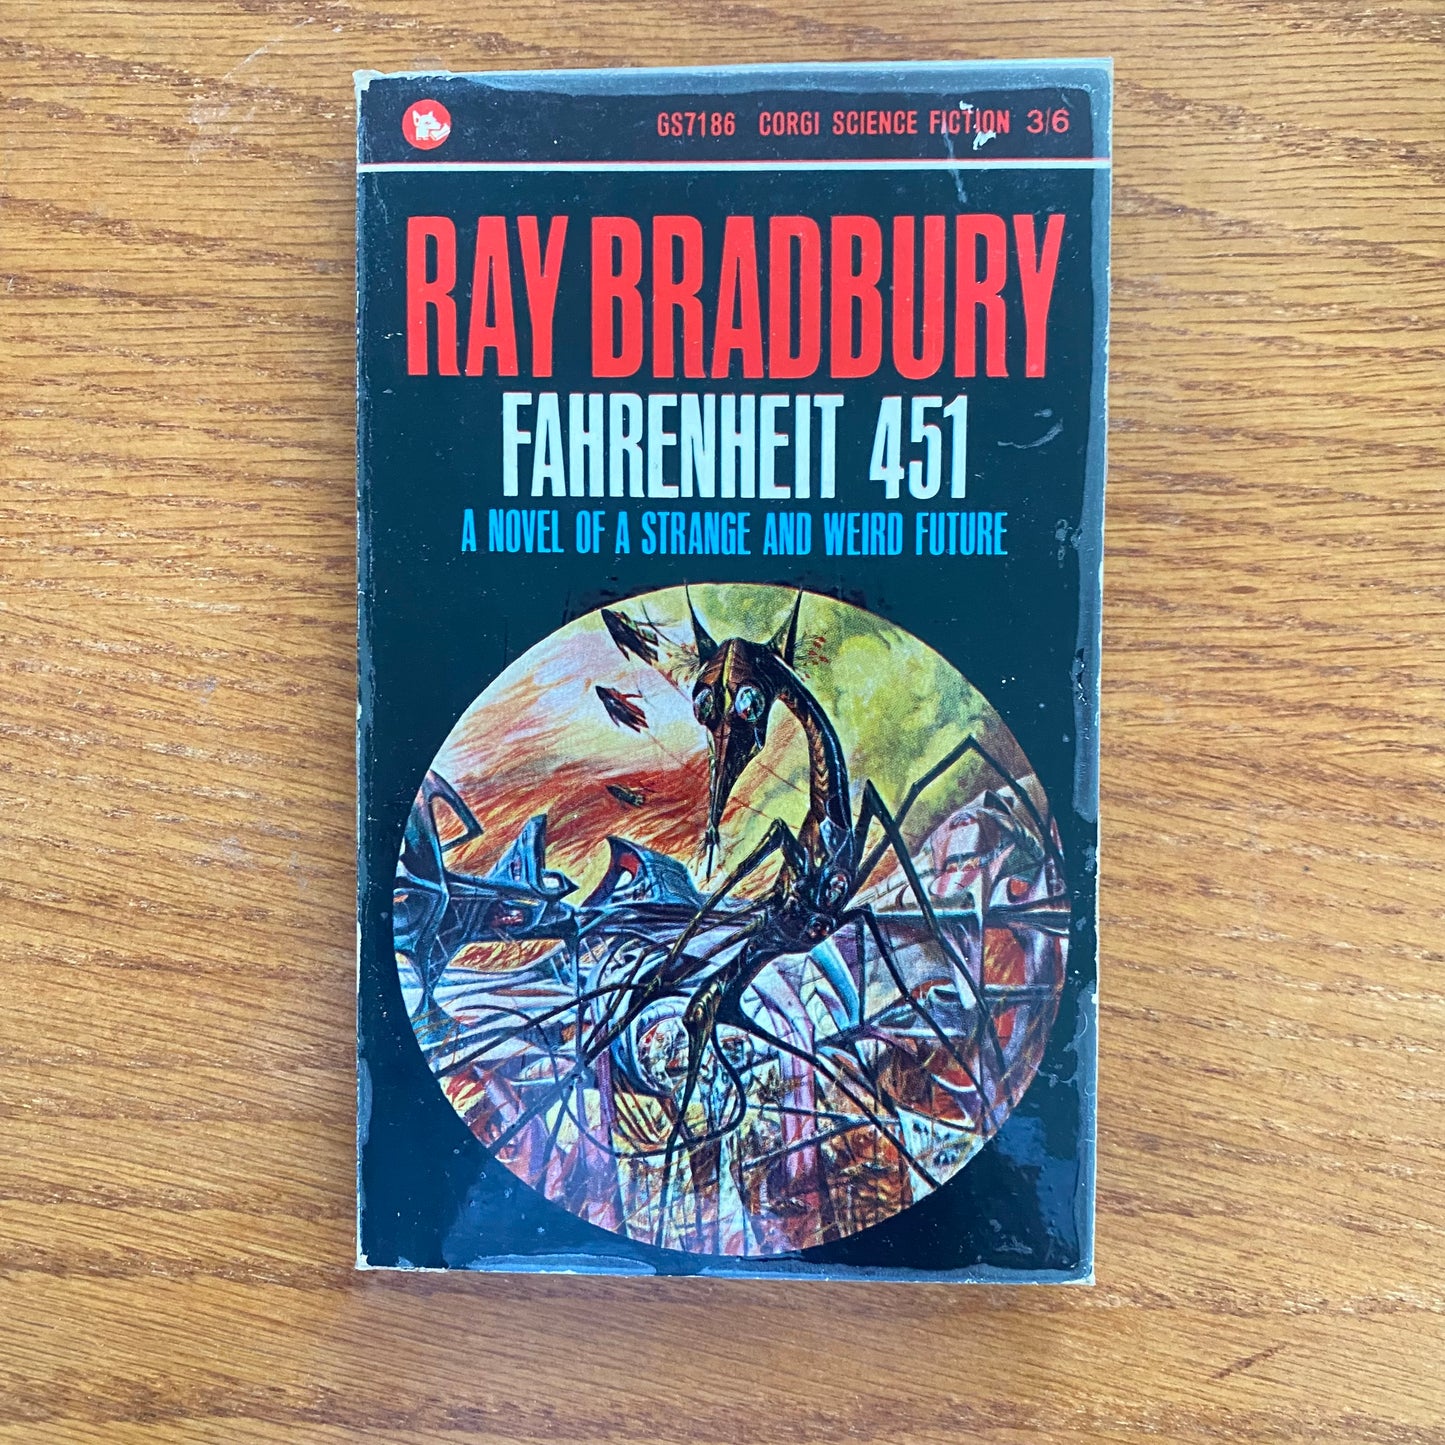 GS7186 CORGI SCIENCE FICTION 3/6
RAY BRADBURY
FAHRENHEIT 451
A NOVEL OF A STRANGE AND WEIRD FUTURE